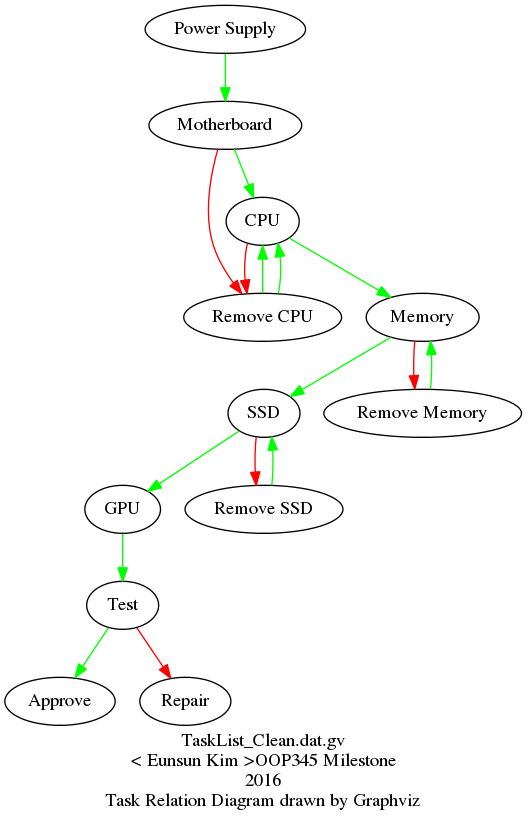 Power Supply
Motherboard
CPU
Remove CPU
Memory
SSD
Remove Memory
GPU
Remove SSD
Test
Approve
Repair
TaskList_Clean.dat.gv
< Eunsun Kim >OOP345 Milestone
2016
Task Relation Diagram drawn by Graphviz